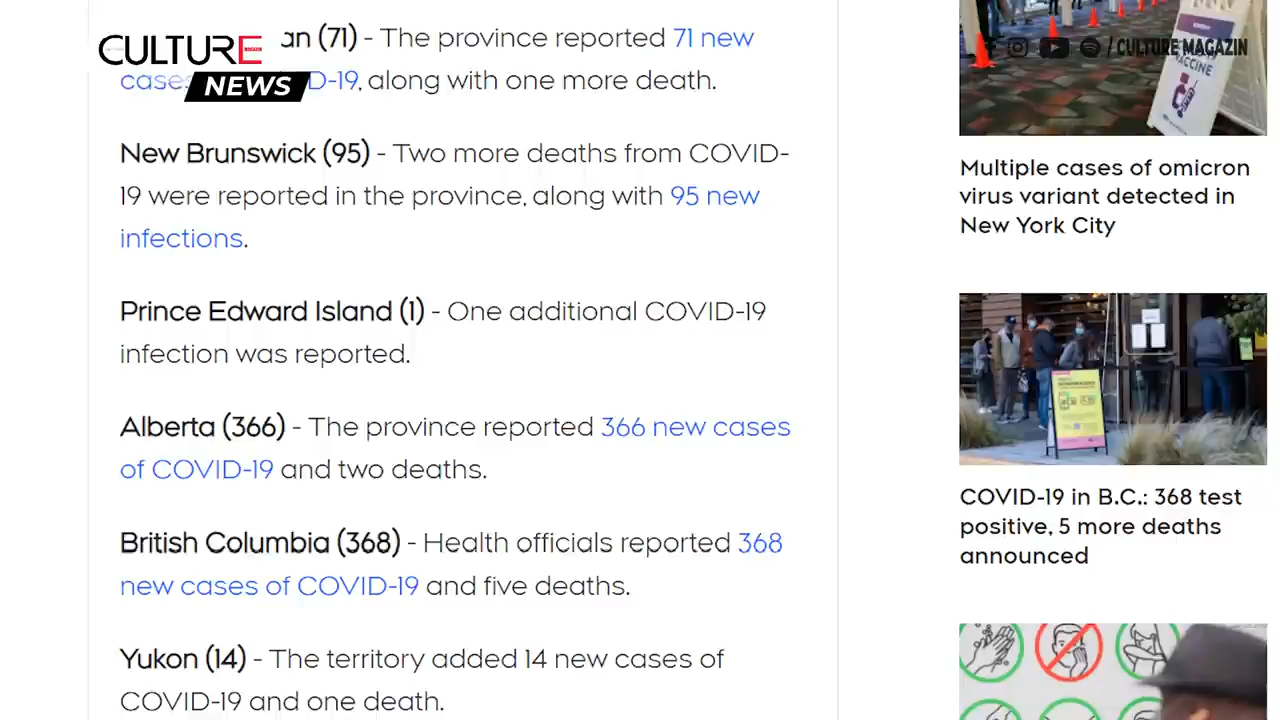 CULTURE
MAGAZIN
NEWS
an (71) - The province reported 71 new
cases D-19, along with one more death.
New Brunswick (95) - Two more deaths from COVID-
19 were reported in the province, along with 95 new
infections.
Prince Edward Island (1) - One additional COVID-19
infection was reported.
Alberta (366) - The province reported 366 new cases
of COVID-19 and two deaths.
British Columbia (368) - Health officials reported 368
new cases of COVID-19 and five deaths.
Yukon (14) - The territory added 14 new cases of
COVID-19 and one death.
/ CULTURE MAGAZIN
VACCINE
Multiple cases of omicron
virus variant detected in
New York City
COVID-19 in B.C.: 368 test
positive, 5 more deaths
announced